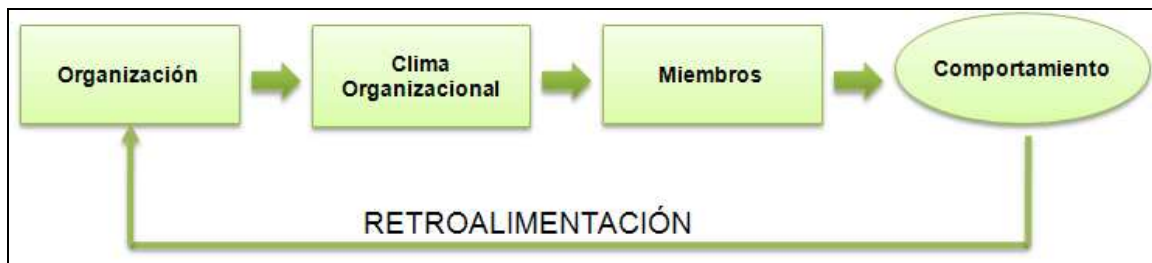 Organización
Clima
Organizacional
Miembros
Comportamiento
RETROALIMENTACIÓN